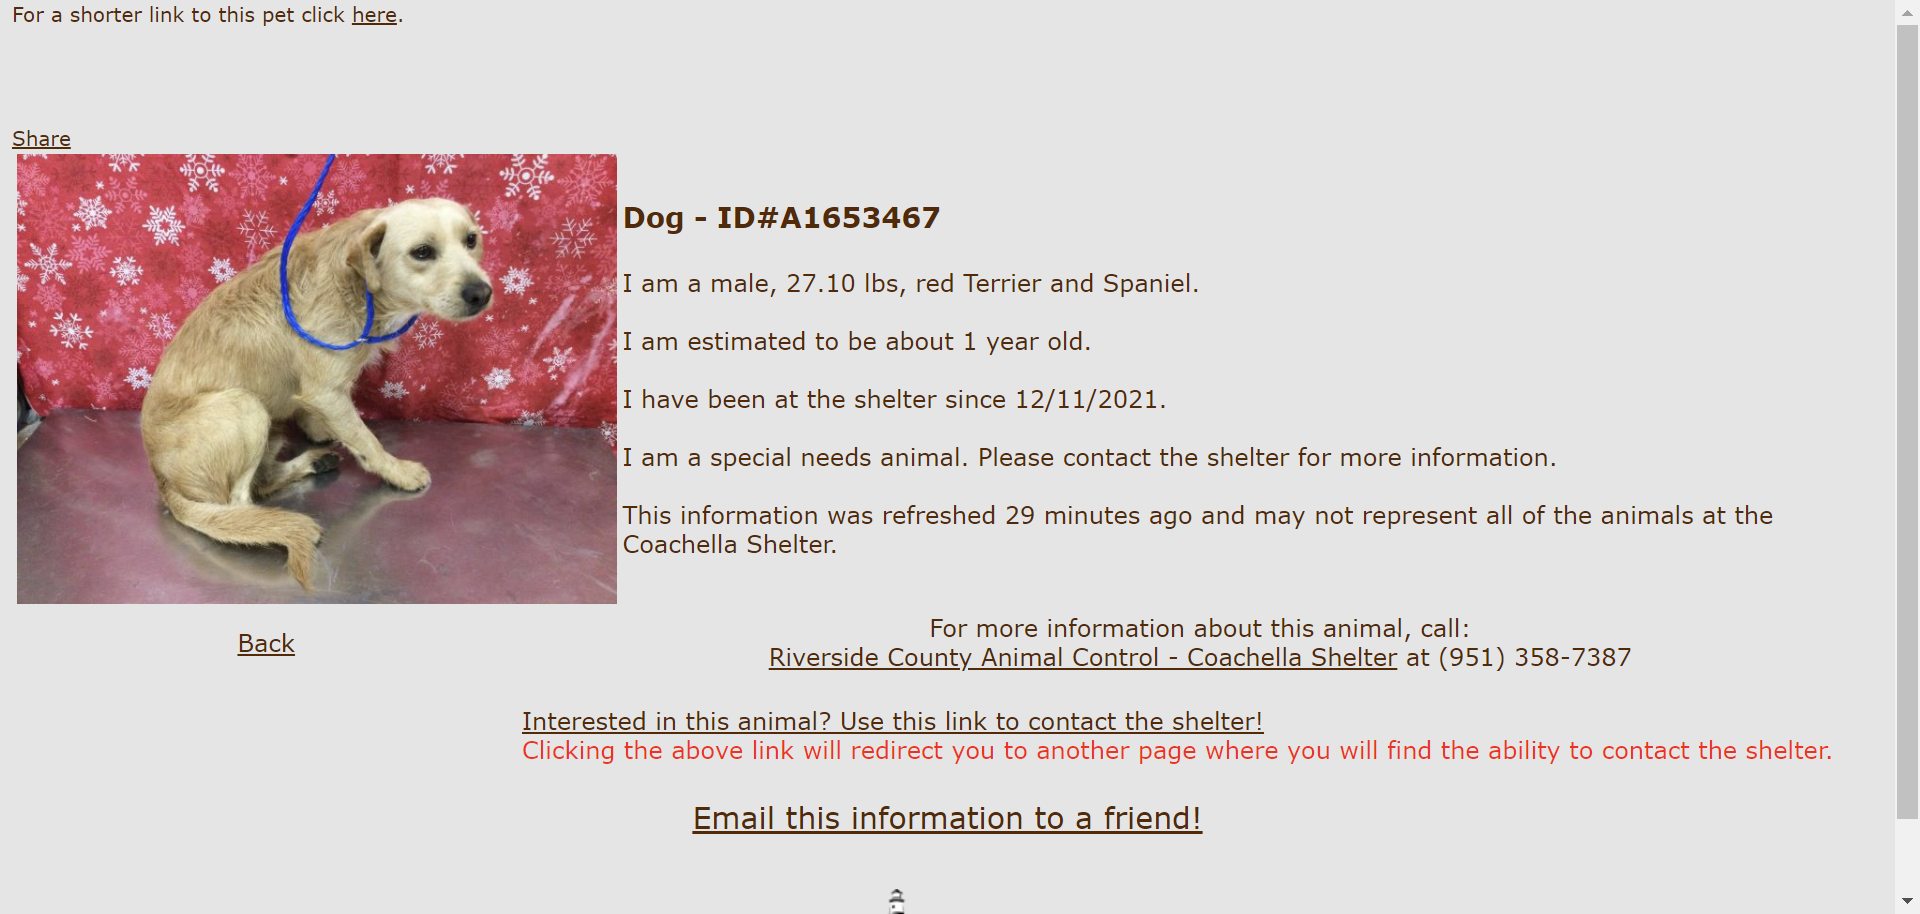 For a shorter link to this pet click here.
Share
Dog - ID#A1653467
I am a male, 27.10 lbs, red Terrier and Spaniel.
I am estimated to be about 1 year old.
I have been at the shelter since 12/11/2021.
I am a special needs animal. Please contact the shelter for more information.
This information was refreshed 29 minutes ago and may not represent all of the animals at the
Coachella Shelter.
Back
For more information about this animal, call:
Riverside County Animal Control - Coachella Shelter at (951) 358-7387
Interested in this animal? Use this link to contact the shelter!
Clicking the above link will redirect you to another page where you will find the ability to contact the shelter.
Email this information to a friend!